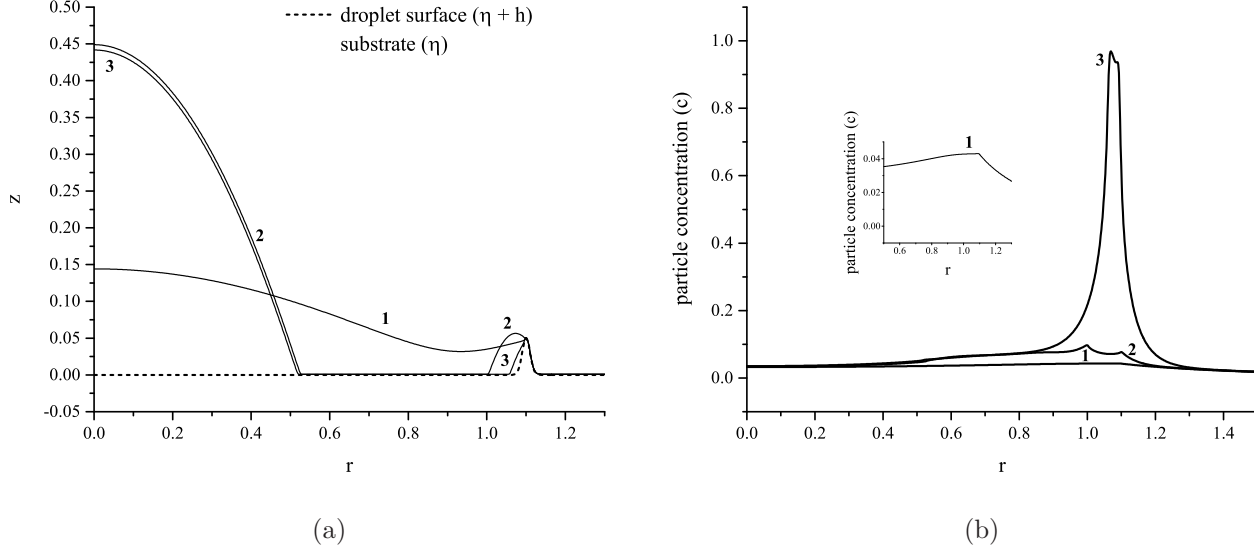 droplet surface (η + h)
substrate (η)
0.50
0.45
0.40
0.35
0.30
0.25
0.20
0.15
0.10
0.05
0.00
-0.05
z
3
2
1
2
3
0.0 0.2 0.4 0.6 0.8 1.0 1.2
r
(a)
1.0
0.8
0.6
0.4
0.2
0.0
particle concentration (c)
3
1
2
particle concentration (c)
0.04
0.02
0.00
1
0.6 0.8 1.0 1.2
r
0.0 0.2 0.4 0.6 0.8 1.0 1.2 1.4
r
(b)